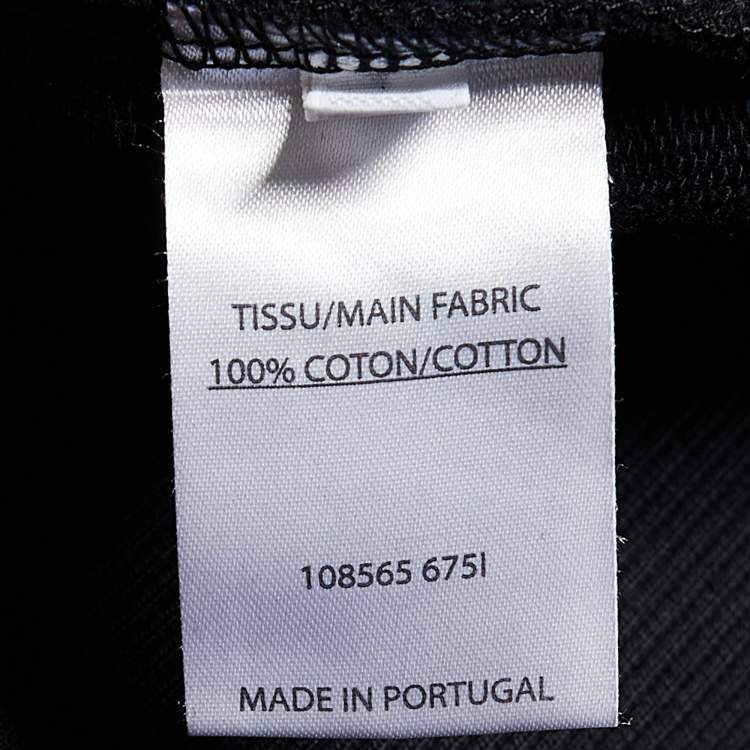 TISSU/MAIN FABRIC
100% COTON/COTTON
108565 675I
MADE IN PORTUGAL